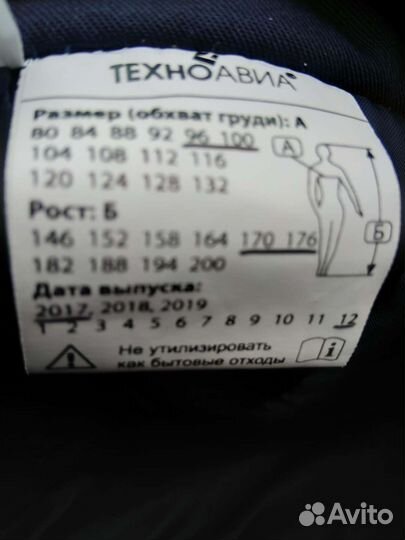 ТЕХНОАВИА®
Размер (обхват груди): А
80 84 88 92 96 100
104 108 112 116
120 124 128 132
А
Рост: Б
Б
146 152 158 164 170 176
182 188 194 200
Дата выпуска:
2017, 2018, 2019
1 2 3 4 5 6 7 8 9 10 11 12
Не утилизировать
как бытовые отходы
Avito